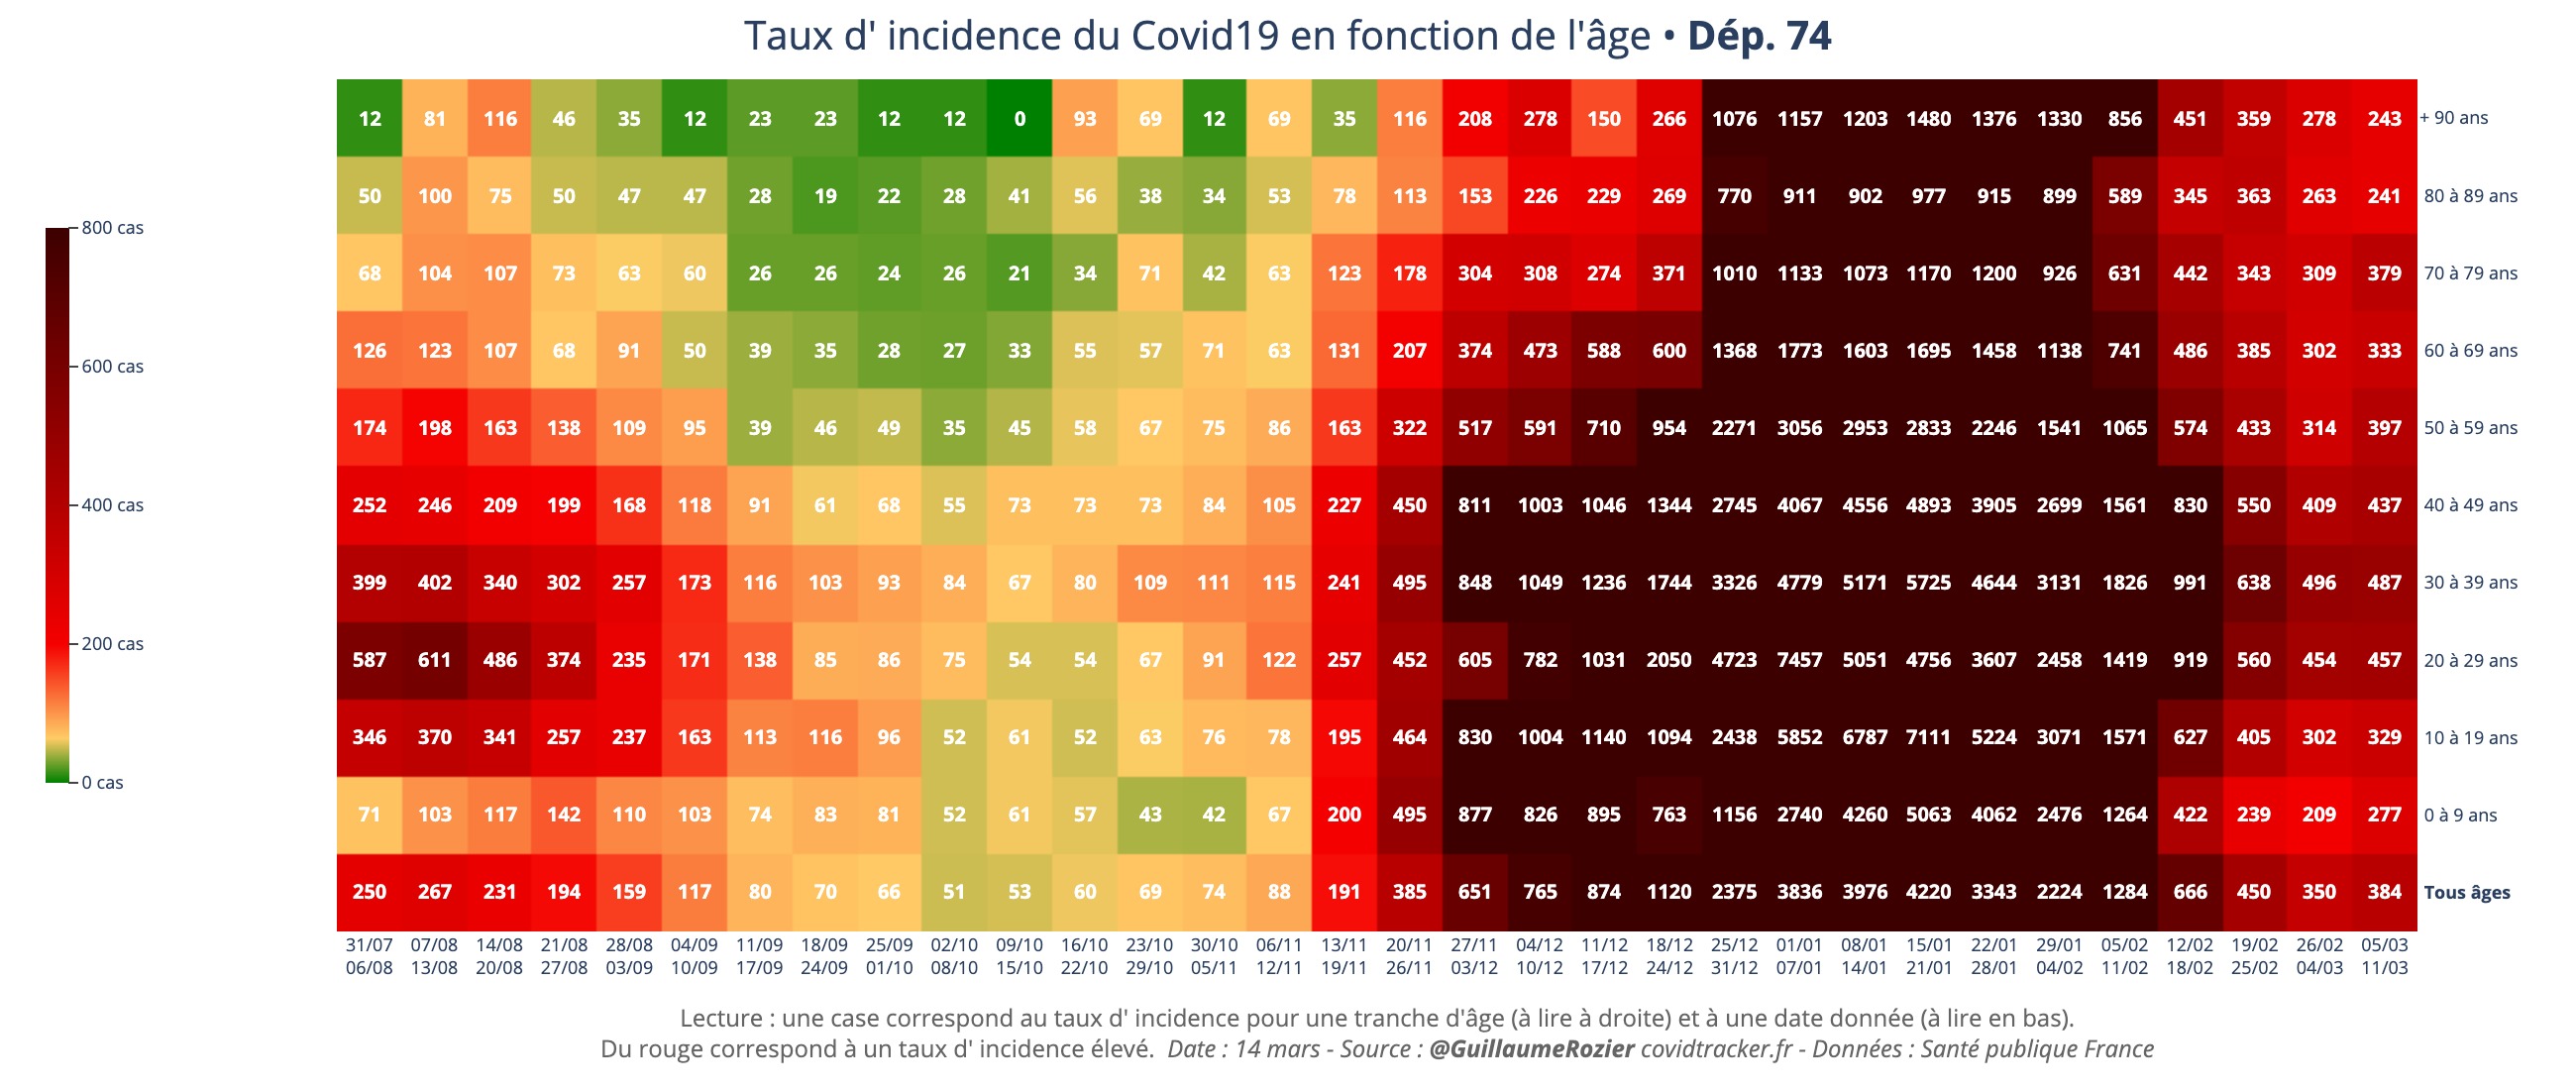 Taux d' incidence du Covid19 en fonction de l'âge • Dép. 74
12 81 116 46 35 12 23 23 12 12 0 93 69 12 69 35 116 208 278 150 266 1076 1157 1203 1480 1376 1330 856 451 359 278 243 + 90 ans
50 100 75 50 47 47 28 19 22 28 41 56 38 34 53 78 113 153 226 229 269 770 911 902 977 915 899 589 345 363 263 241 80 à 89 ans
800 cas
68 104 107 73 63 60 26 26 24 26 21 34 71 42 63 123 178 304 308 274 371 1010 1133 1073 1170 1200 926 631 442 343 309 379 70 à 79 ans
126 123 107 68 91 50 39 35 28 27 33 55 57 71 63 131 207 374 473 588 600 1368 1773 1603 1695 1458 1138 741 486 385 302 333 60 à 69 ans
600 cas
174 198 163 138 109 95 39 46 49 35 45 58 67 75 86 163 322 517 591 710 954 2271 3056 2953 2833 2246 1541 1065 574 433 314 397 50 à 59 ans
400 cas
252 246 209 199 168 118 91 61 68 55 73 73 73 84 105 227 450 811 1003 1046 1344 2745 4067 4556 4893 3905 2699 1561 830 550 409 437 40 à 49 ans
399 402 340 302 257 173 116 103 93 84 67 80 109 111 115 241 495 848 1049 1236 1744 3326 4779 5171 5725 4644 3131 1826 991 638 496 487 30 à 39 ans
200 cas
587 611 486 374 235 171 138 85 86 75 54 54 67 91 122 257 452 605 782 1031 2050 4723 7457 5051 4756 3607 2458 1419 919 560 454 457 20 à 29 ans
346 370 341 257 237 163 113 116 96 52 61 52 63 76 78 195 464 830 1004 1140 1094 2438 5852 6787 7111 5224 3071 1571 627 405 302 329 10 à 19 ans
0 cas
71 103 117 142 110 103 74 83 81 52 61 57 43 42 67 200 495 877 826 895 763 1156 2740 4260 5063 4062 2476 1264 422 239 209 277 0 à 9 ans
250 267 231 194 159 117 80 70 66 51 53 60 69 74 88 191 385 651 765 874 1120 2375 3836 3976 4220 3343 2224 1284 666 450 350 384 Tous âges
31/07 07/08 14/08 21/08 28/08 04/09 11/09 18/09 25/09 02/10 09/10 16/10 23/10 30/10 06/11 13/11 20/11 27/11 04/12 11/12 18/12 25/12 01/01 08/01 15/01 22/01 29/01 05/02 12/02 19/02 26/02 05/03
06/08 13/08 20/08 27/08 03/09 10/09 17/09 24/09 01/10 08/10 15/10 22/10 29/10 05/11 12/11 19/11 26/11 03/12 10/12 17/12 24/12 31/12 07/01 14/01 21/01 28/01 04/02 11/02 18/02 25/02 04/03 11/03
Lecture : une case correspond au taux d' incidence pour une tranche d'âge (à lire à droite) et à une date donnée (à lire en bas).
Du rouge correspond à un taux d' incidence élevé. Date : 14 mars - Source : @GuillaumeRozier covidtracker.fr - Données : Santé publique France